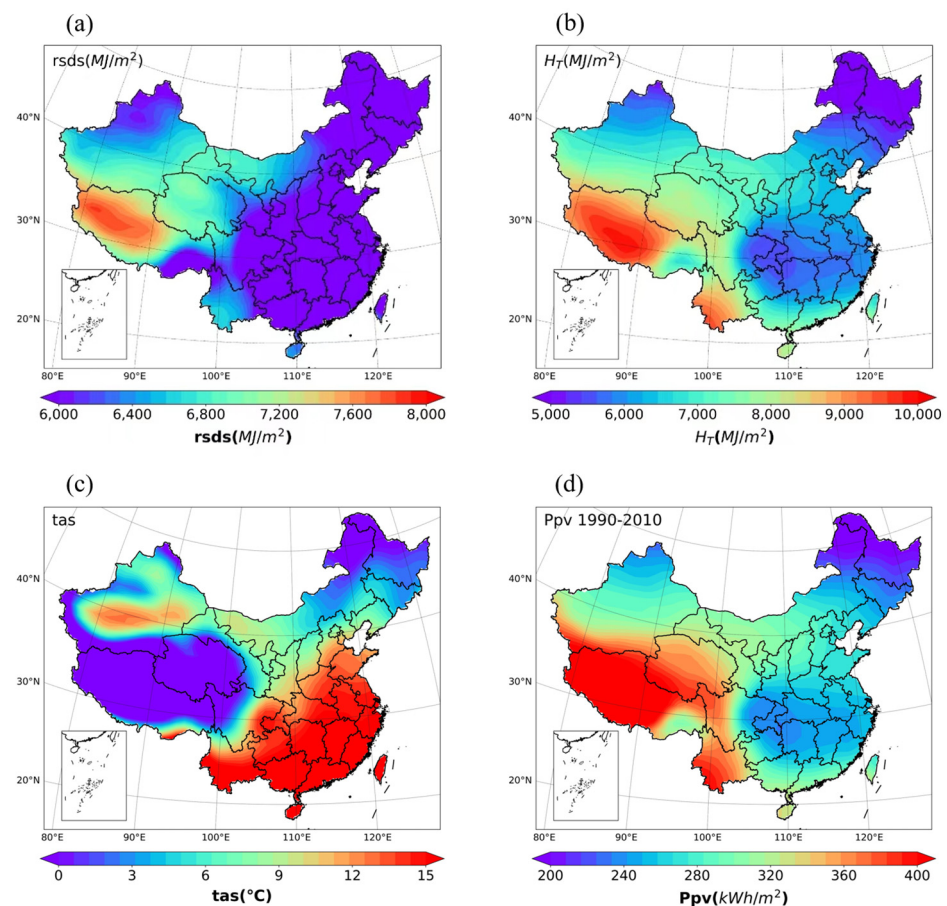 (a)
(b)
rsds(MJ/m²)
H_T(MJ/m²)
40°N
40°N
30°N
30°N
20°N
20°N
80°E 90°E 100°E 110°E 120°E
80°E 90°E 100°E 110°E 120°E
6,000 6,400 6,800 7,200 7,600 8,000
5,000 6,000 7,000 8,000 9,000 10,000
rsds(MJ/m²)
H_T(MJ/m²)
(c)
(d)
tas
Ppv 1990-2010
40°N
40°N
30°N
30°N
20°N
20°N
80°E 90°E 100°E 110°E 120°E
80°E 90°E 100°E 110°E 120°E
0 3 6 9 12 15
200 240 280 320 360 400
tas(°C)
Ppv(kWh/m²)